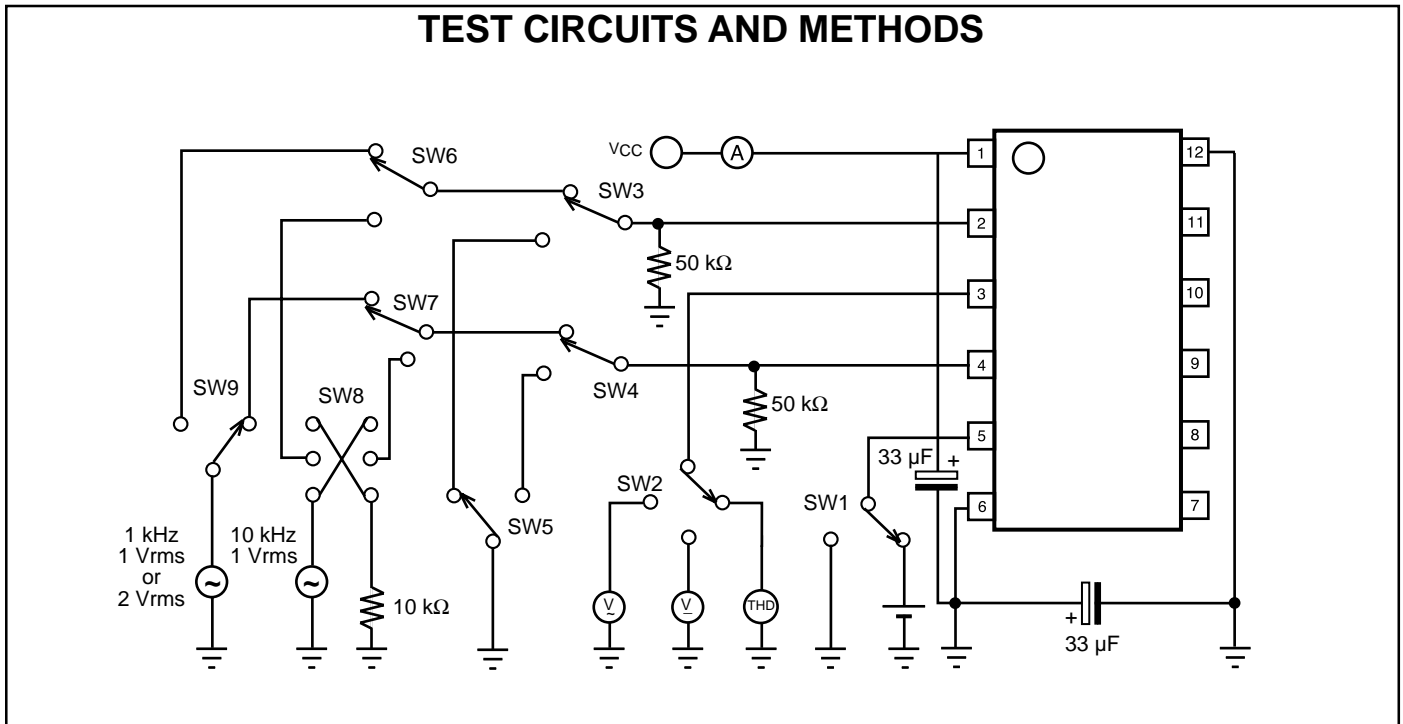 TEST CIRCUITS AND METHODS
VCC
A
1
12
SW6
SW3
2
11
50 kΩ
3
10
SW7
4
9
SW4
SW9
SW8
50 kΩ
5
8
33 µF
+
SW2
SW1
6
7
SW5
1 kHz
1 Vrms
or
2 Vrms
10 kHz
1 Vrms
~
~
10 kΩ
V
~
V
–
THD
+
33 µF